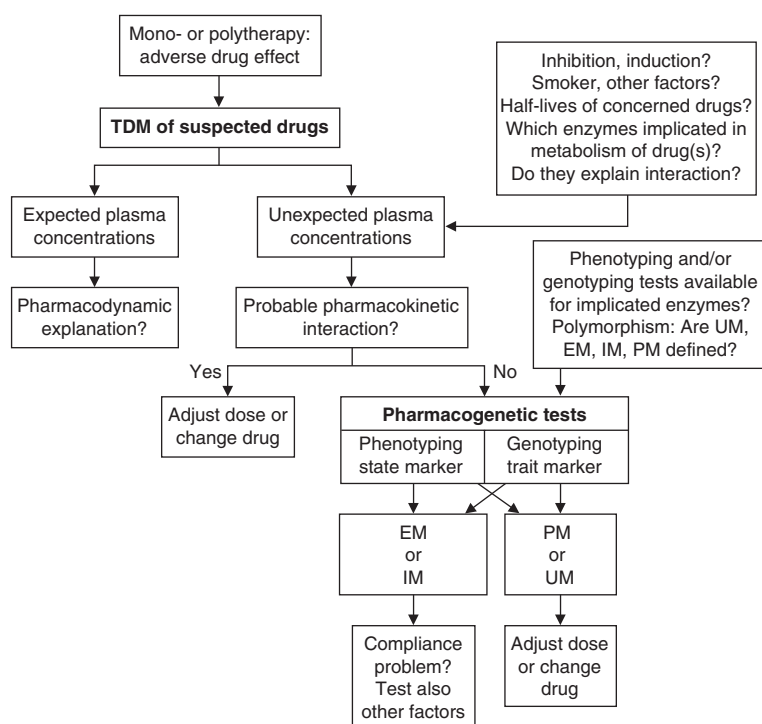 Mono- or polytherapy:
adverse drug effect
TDM of suspected drugs
Inhibition, induction?
Smoker, other factors?
Half-lives of concerned drugs?
Which enzymes implicated in
metabolism of drug(s)?
Do they explain interaction?
Expected plasma
concentrations
Unexpected plasma
concentrations
Pharmacodynamic
explanation?
Probable pharmacokinetic
interaction?
Phenotyping and/or
genotyping tests available
for implicated enzymes?
Polymorphism: Are UM,
EM, IM, PM defined?
Yes
No
Adjust dose or
change drug
Pharmacogenetic tests
Phenotyping
state marker
Genotyping
trait marker
EM
or
IM
PM
or
UM
Compliance
problem?
Test also
other factors
Adjust dose
or change
drug